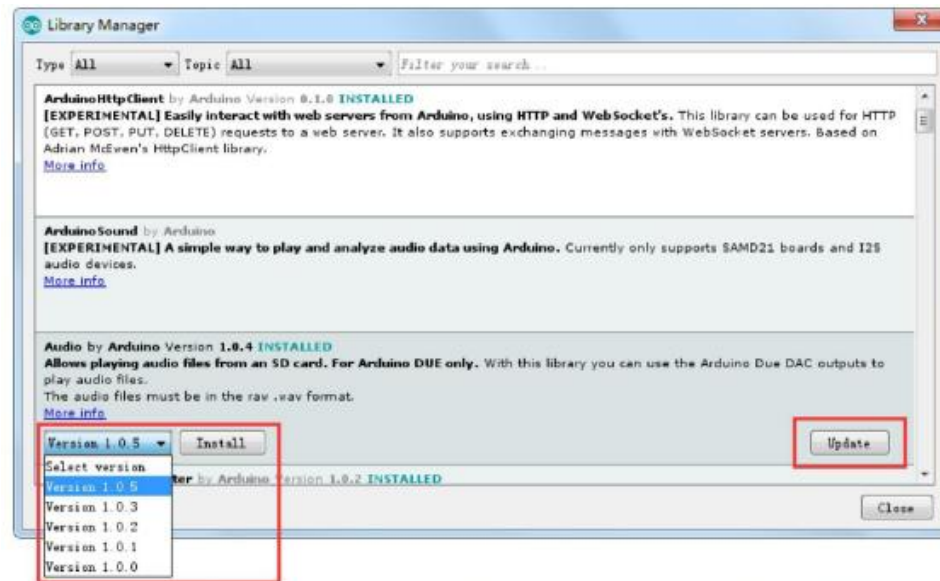 Library Manager
Type All Topic All Filter your search...
ArduinoHttpClient by Arduino Version 0.1.0 INSTALLED
[EXPERIMENTAL] Easily interact with web servers from Arduino, using HTTP and WebSocket's. This library can be used for HTTP
(GET, POST, PUT, DELETE) requests to a web server. It also supports exchanging messages with WebSocket servers. Based on
Adrian McEwen's HttpClient library.
More info
ArduinoSound by Arduino
[EXPERIMENTAL] A simple way to play and analyze audio data using Arduino. Currently only supports SAMD21 boards and I2S
audio devices.
More info
Audio by Arduino Version 1.0.4 INSTALLED
Allows playing audio files from an SD card. For Arduino DUE only. With this library you can use the Arduino Due DAC outputs to
play audio files.
The audio files must be in the raw .wav format.
More info
Version 1.0.5 Install Update
Select version
Version 1.0.5 ter by Arduino Version 1.0.2 INSTALLED
Version 1.0.3
Version 1.0.2 Close
Version 1.0.1
Version 1.0.0